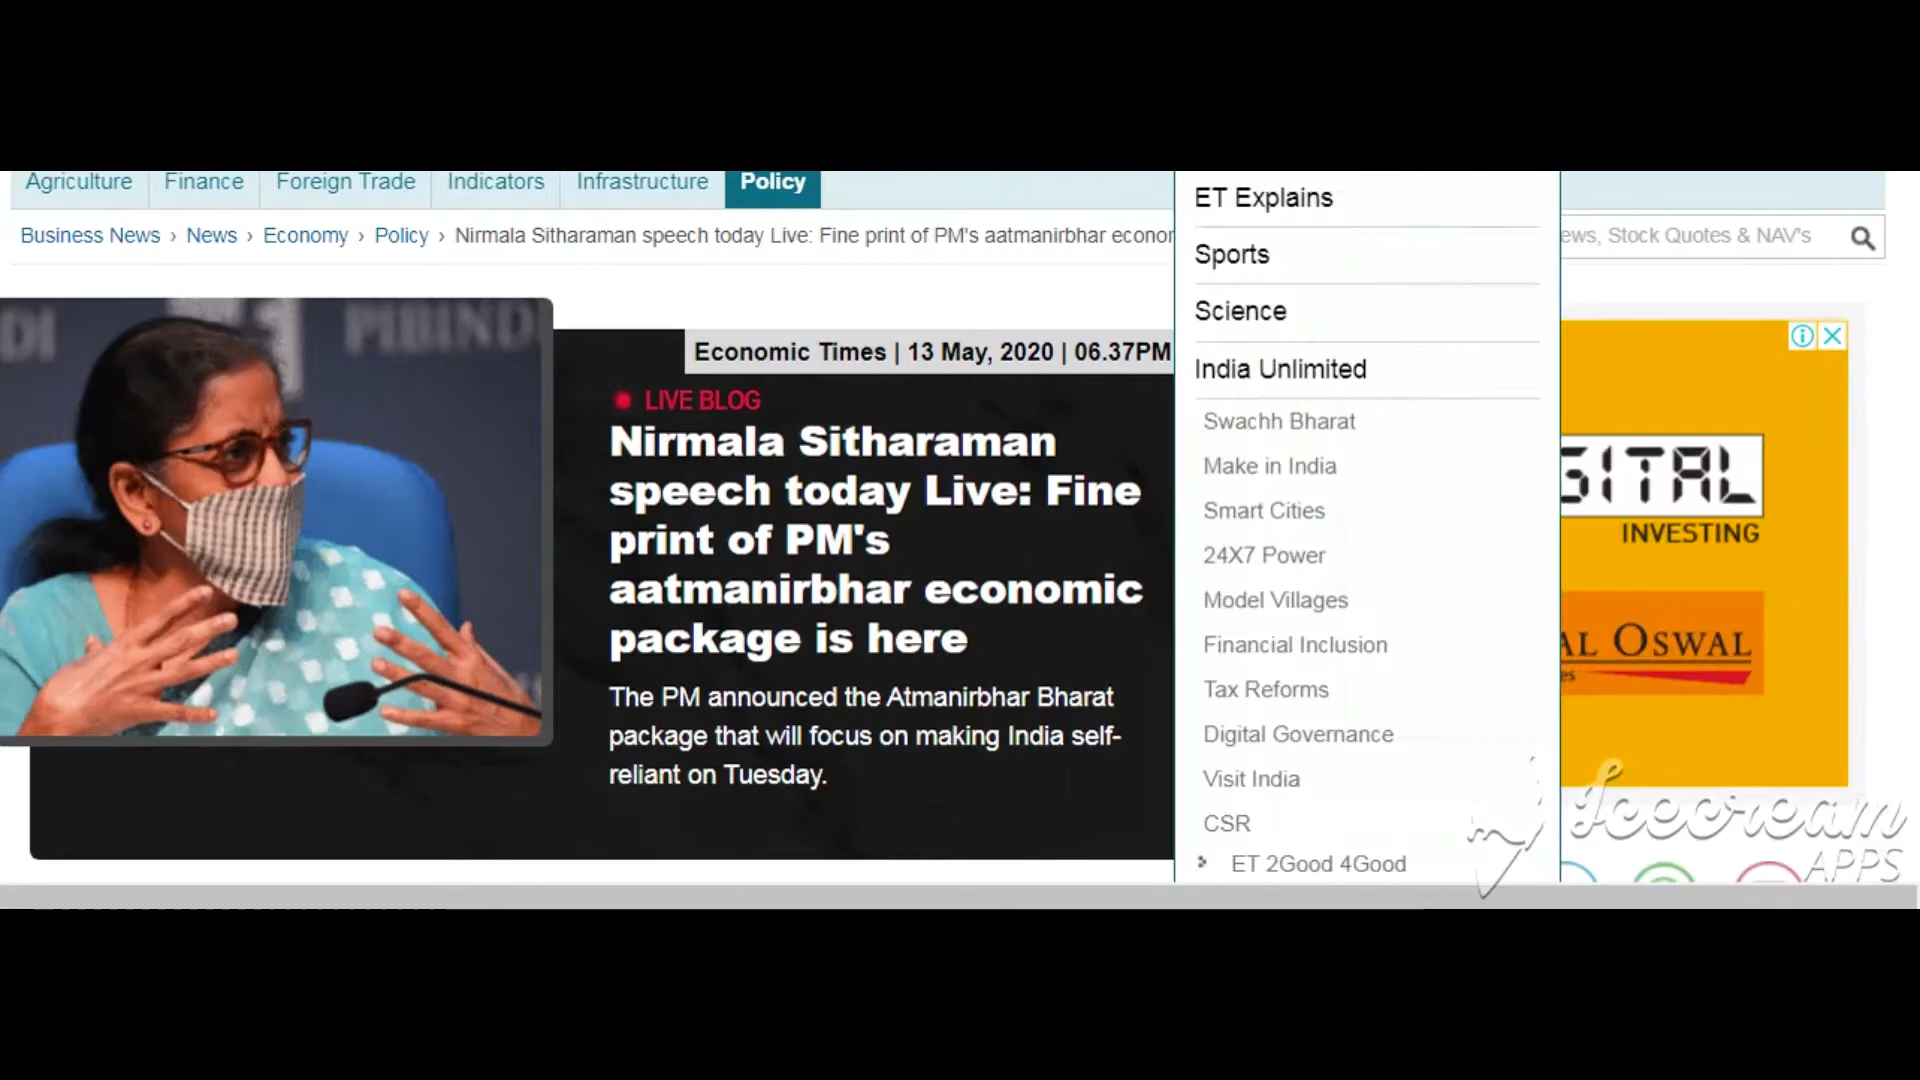 Agriculture
Finance
Foreign Trade
Indicators
Infrastructure
Policy
Business News › News › Economy › Policy › Nirmala Sitharaman speech today Live: Fine print of PM's aatmanirbhar
Stock Quotes & NAV's
DI
Economic Times | 13 May, 2020 | 06.37PM
LIVE BLOG
Nirmala Sitharaman
speech today Live: Fine
print of PM's
aatmanirbhar economic
package is here
The PM announced the Atmanirbhar Bharat
package that will focus on making India self-
reliant on Tuesday.
ET Explains
Sports
Science
India Unlimited
Swachh Bharat
Make in India
Smart Cities
24X7 Power
Model Villages
Financial Inclusion
Tax Reforms
Digital Governance
Visit India
CSR
ET 2Good 4Good
INVESTING
OSWAL
Icecream
APPS